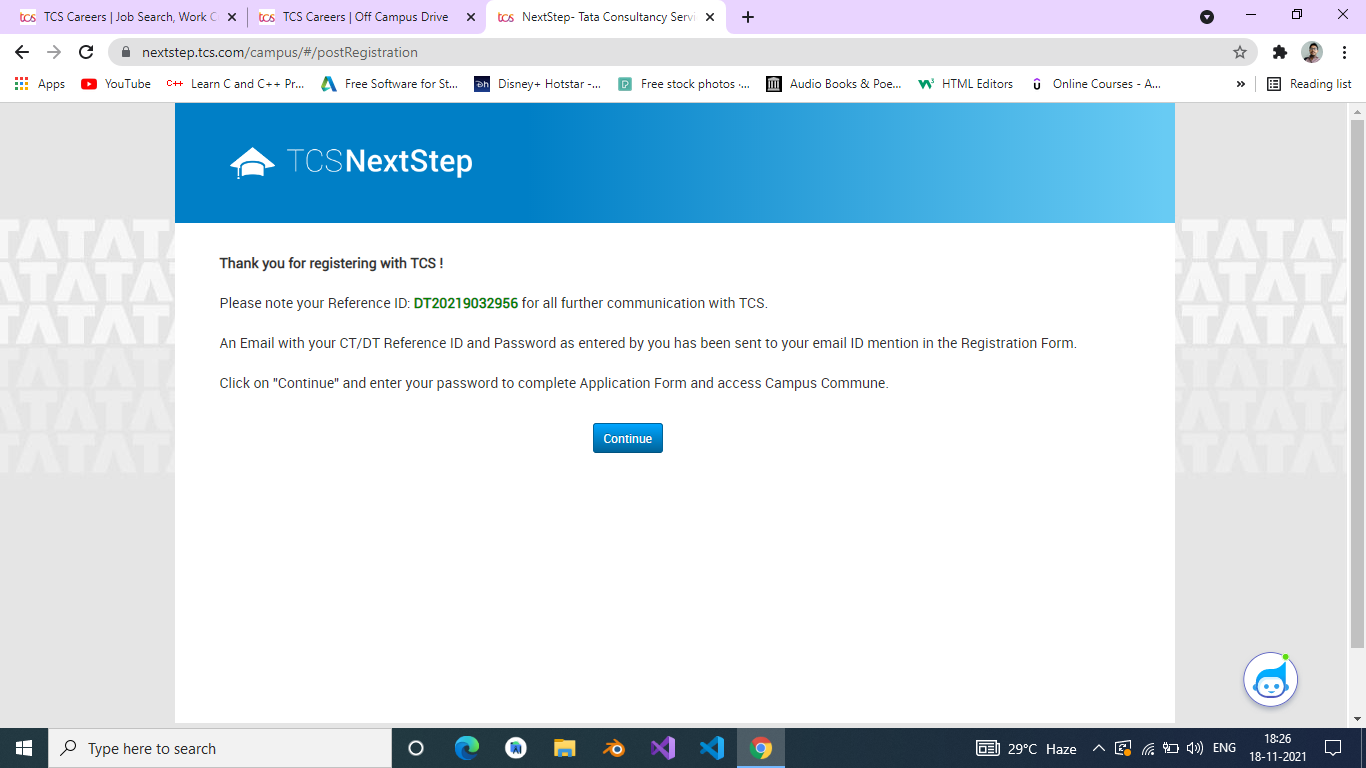 TCS Careers | Job Search, Work C
TCS Careers | Off Campus Drive
NextStep- Tata Consultancy Servi
nextstep.tcs.com/campus/#/postRegistration
Apps
YouTube
C++ Learn C and C++ Pr...
Free Software for St...
Disney+ Hotstar -...
Free stock photos ·...
Audio Books & Poe...
HTML Editors
Online Courses - A...
»
Reading list
TCSNextStep
Thank you for registering with TCS !
Please note your Reference ID: DT20219032956 for all further communication with TCS.
An Email with your CT/DT Reference ID and Password as entered by you has been sent to your email ID mention in the Registration Form.
Click on "Continue" and enter your password to complete Application Form and access Campus Commune.
Continue
Type here to search
29°C Haze
ENG
18:26
18-11-2021